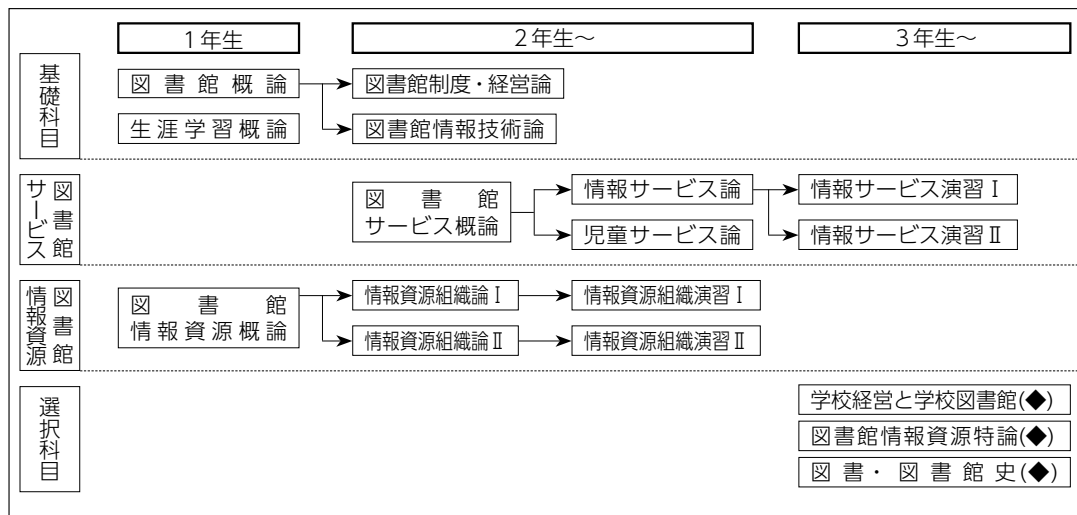 1年生
2年生～
3年生～
基礎科目
図書館概論
図書館制度・経営論
生涯学習概論
図書館情報技術論
図書館
サービス
図書館
サービス概論
情報サービス論
情報サービス演習Ⅰ
児童サービス論
情報サービス演習Ⅱ
図書館
情報資源
図書館
情報資源概論
情報資源組織論Ⅰ
情報資源組織演習Ⅰ
情報資源組織論Ⅱ
情報資源組織演習Ⅱ
選択科目
学校経営と学校図書館(◆)
図書館情報資源特論(◆)
図書・図書館史(◆)